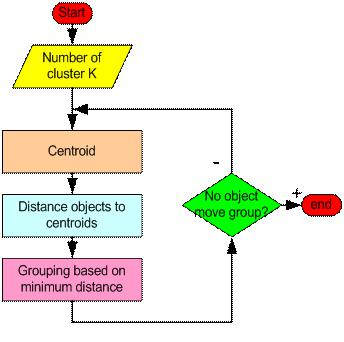 Start
Number of
cluster K
Centroid
Distance objects to
centroids
Grouping based on
minimum distance
-
No object
move group?
+
end